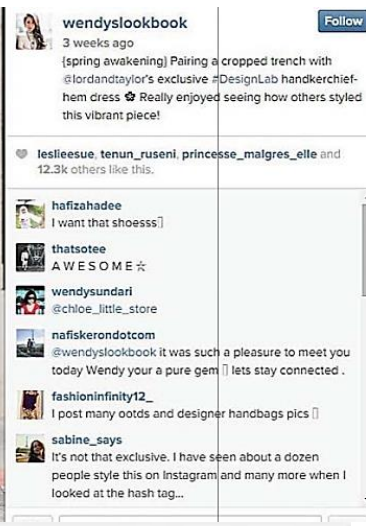 wendyslookbook
Follow
3 weeks ago
{spring awakening} Pairing a cropped trench with
@lordandtaylor's exclusive #DesignLab handkerchief-
hem dress ✿ Really enjoyed seeing how others styled
this vibrant piece!
leslieesue, tenun_ruseni, princesse_malgres_elle and
12.3k others like this.
hafizahadee
I want that shoesss▯
thatsotee
A W E S O M E ☆
wendysundari
@chloe_little_store
nafiskerondotcom
@wendyslookbook it was such a pleasure to meet you
today Wendy your a pure gem ▯ lets stay connected .
fashioninfinity12_
I post many ootds and designer handbags pics ▯
sabine_says
It's not that exclusive. I have seen about a dozen
people style this on Instagram and many more when I
looked at the hash tag...